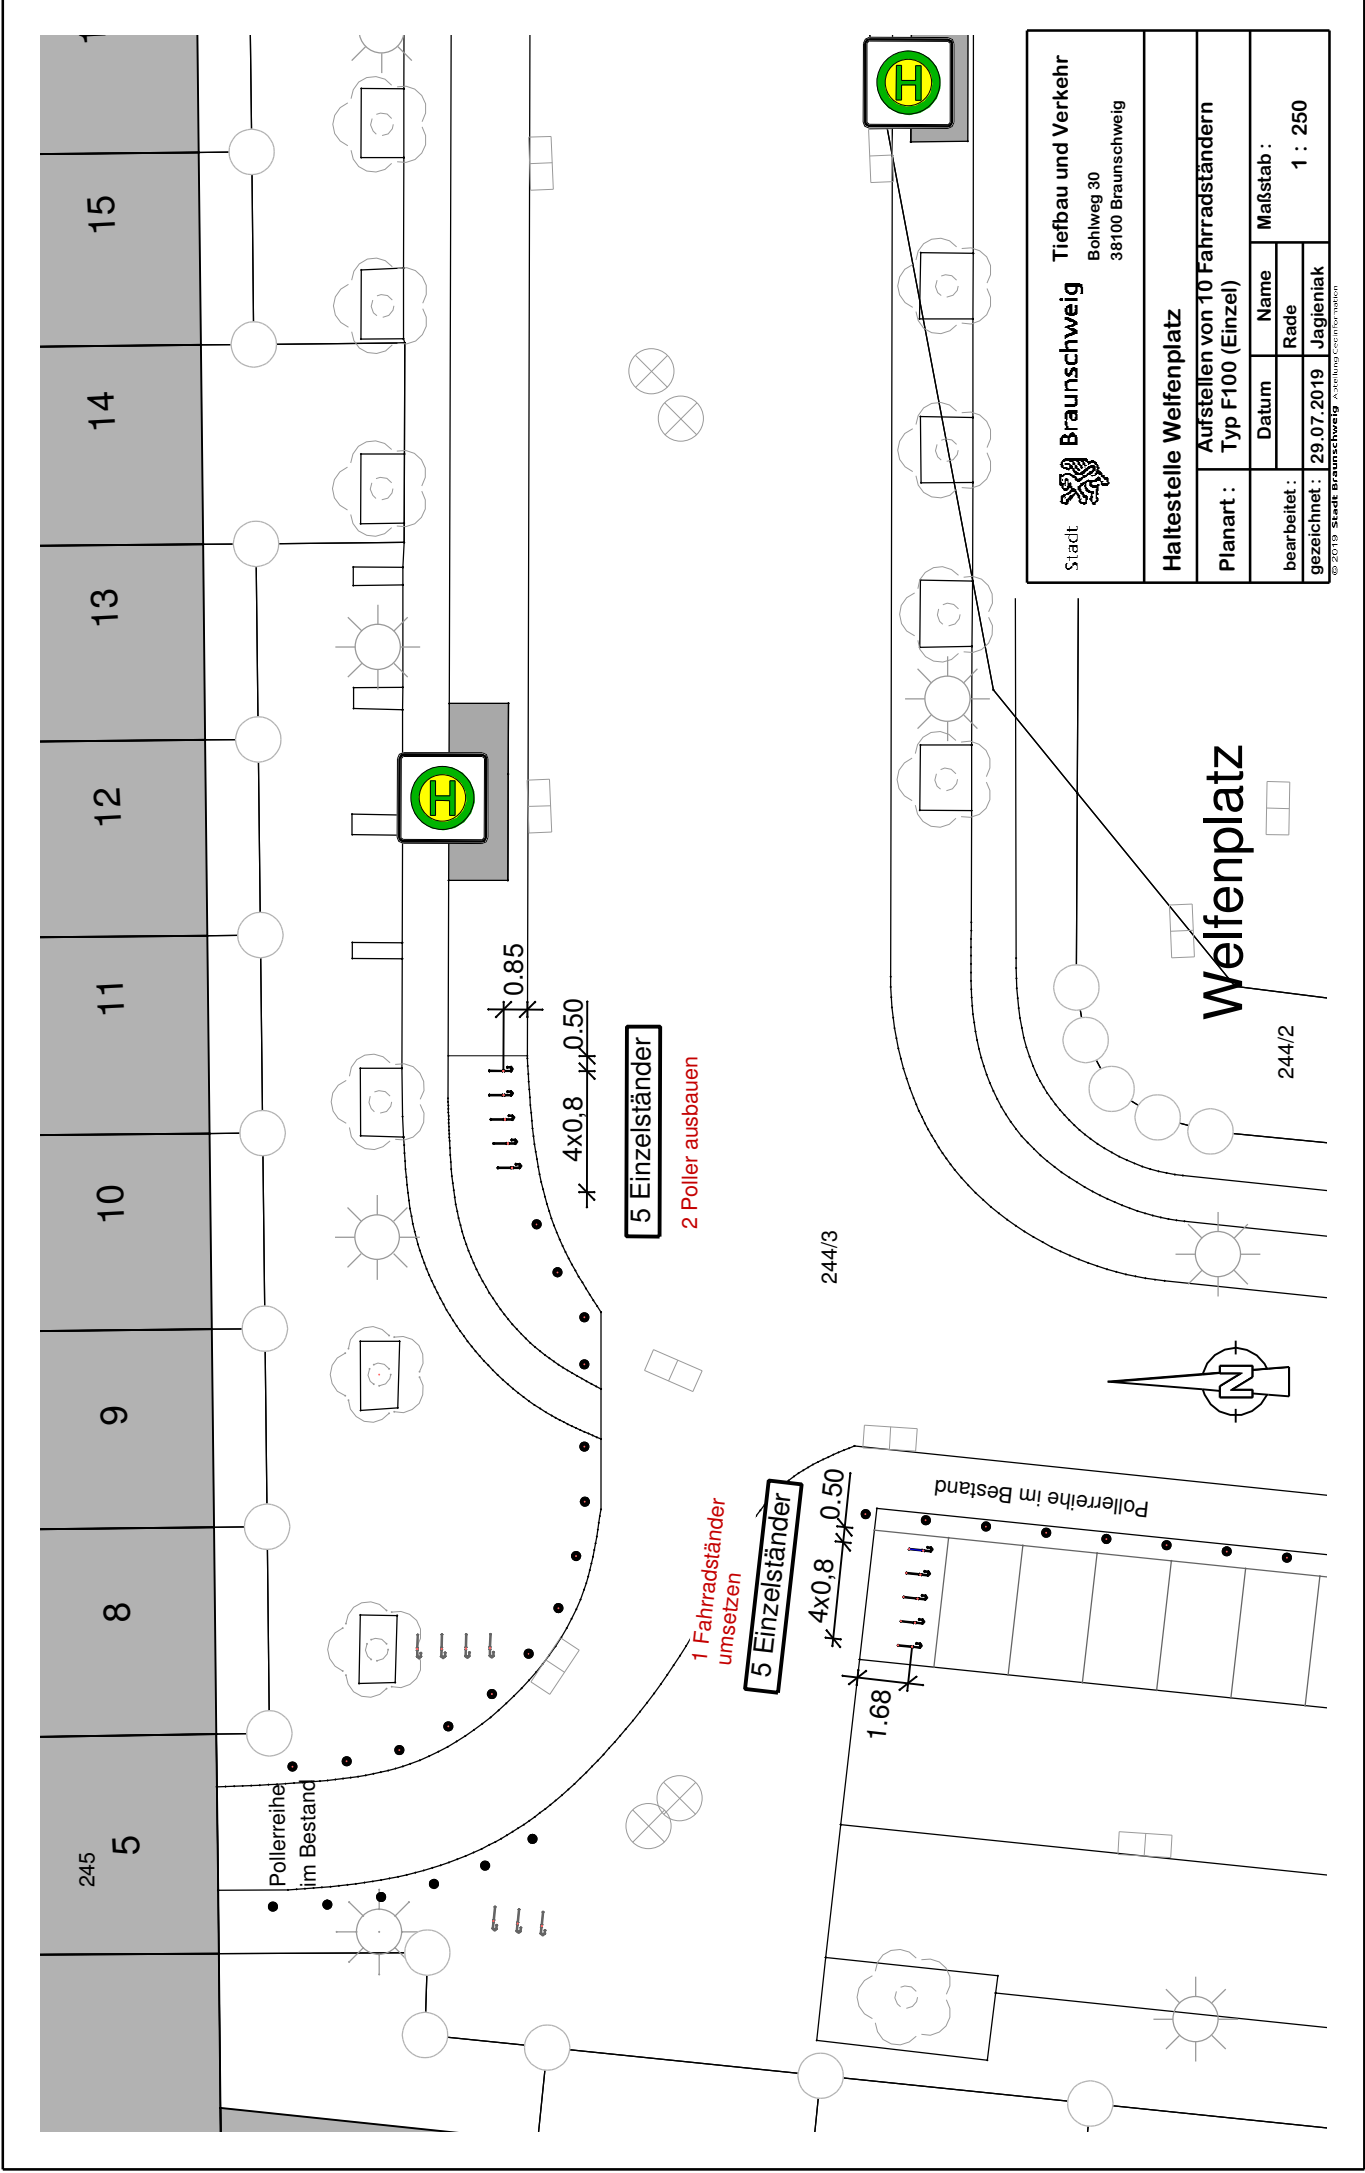 15
14
13
12
11
10
9
8
5
245
H
H
0.85
0.50
4x0,8
5 Einzelständer
2 Poller ausbauen
244/3
Welfenplatz
244/2
N
Pollerreihe im Bestand
1 Fahrradständer
umsetzen
5 Einzelständer
0.50
4x0,8
1.68
Pollerreihe
im Bestand
Stadt Braunschweig
Tiefbau und Verkehr
Bohlweg 30
38100 Braunschweig
Haltestelle Welfenplatz
Planart : Aufstellen von 10 Fahrradständern
Typ F100 (Einzel)
Datum Name Maßstab :
bearbeitet : Rade 1 : 250
gezeichnet : 29.07.2019 Jagieniak
© 2019 Stadt Braunschweig Abteilung Geoinformation